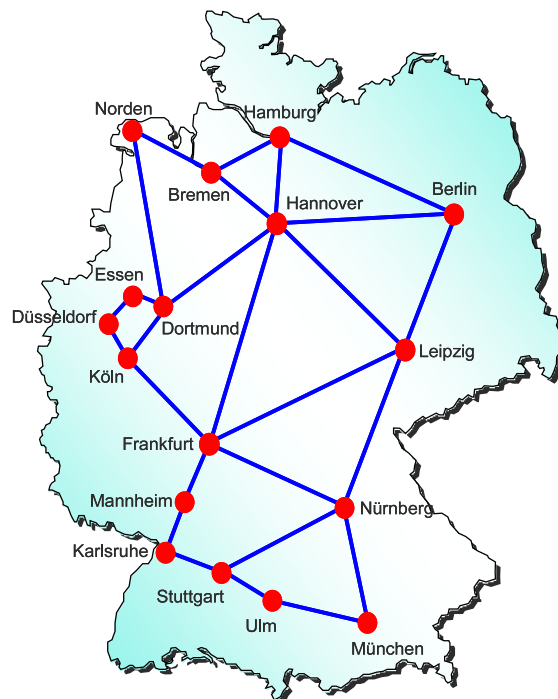 Norden
Hamburg
Bremen
Berlin
Hannover
Essen
Düsseldorf
Dortmund
Köln
Leipzig
Frankfurt
Mannheim
Nürnberg
Karlsruhe
Stuttgart
Ulm
München